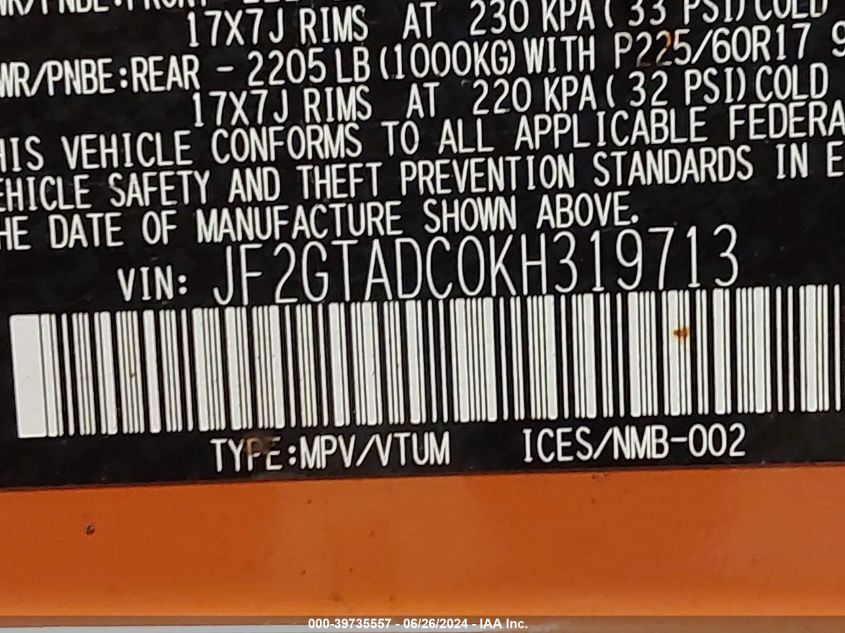 17X7J RIMS AT 230 KPA ( 33 PSI) COLD
WR/PNBE:REAR - 2205 LB (1000KG) WITH P225/60R17 9
17X7J RIMS AT 220 KPA ( 32 PSI) COLD
HIS VEHICLE CONFORMS TO ALL APPLICABLE FEDERA
EHICLE SAFETY AND THEFT PREVENTION STANDARDS IN E
HE DATE OF MANUFACTURE SHOWN ABOVE.
VIN: JF2GTADC0KH319713
TYPE:MPV/VTUM ICES/NMB-002
000-39735557 - 06/26/2024 - IAA Inc.